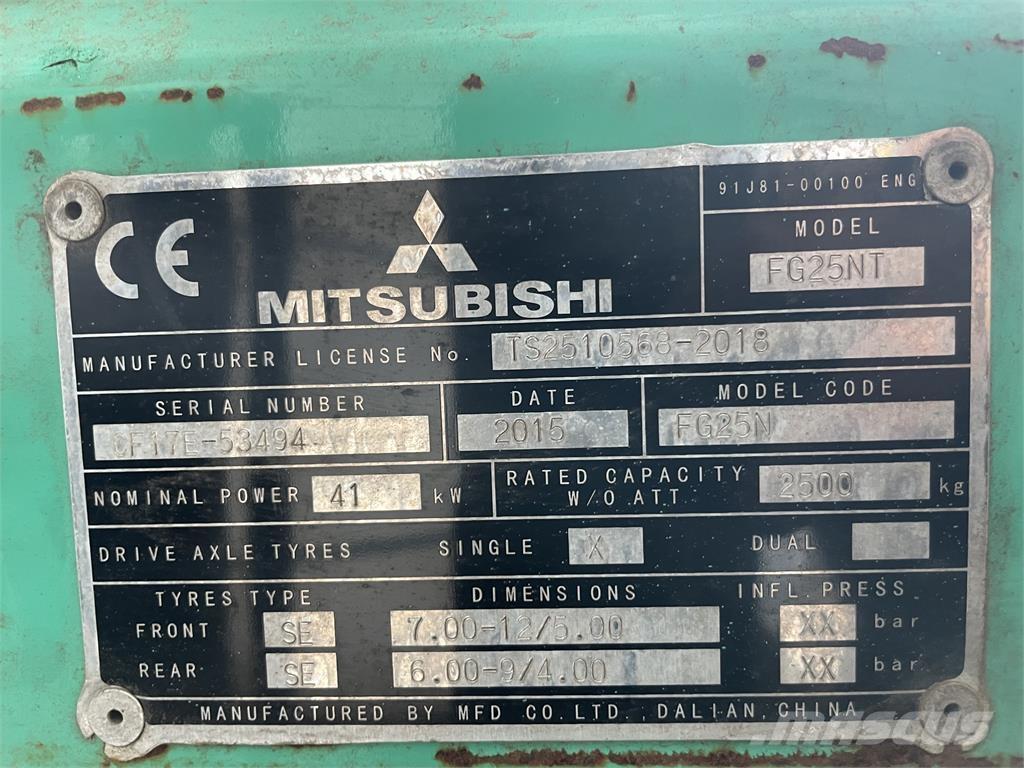 91J81-00100 ENG
CE
MITSUBISHI
MODEL
FG25NT
MANUFACTURER LICENSE No. TS2510568-2018
SERIAL NUMBER DATE MODEL CODE
CF17E-53494 2015 FG25N
NOMINAL POWER 41 kW RATED CAPACITY W/O ATT 2500 kg
DRIVE AXLE TYRES SINGLE X DUAL
TYRES TYPE DIMENSIONS INFL.PRESS
FRONT SE 7.00-12/5.00 XX bar
REAR SE 6.00-9/4.00 XX bar
MANUFACTURED BY MFD CO.LTD., DALIAN,CHINA
MASCUS